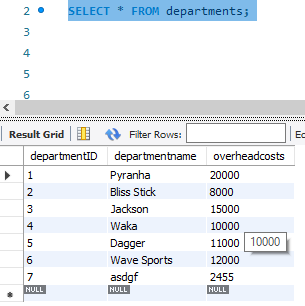 2 SELECT * FROM departments;
3
4
5
6
Result Grid Filter Rows:
departmentID departmentname overheadcosts
1 Pyranha 20000
2 Bliss Stick 8000
3 Jackson 15000
4 Waka 10000
5 Dagger 11000 10000
6 Wave Sports 12000
7 asdgf 2455
NULL NULL NULL